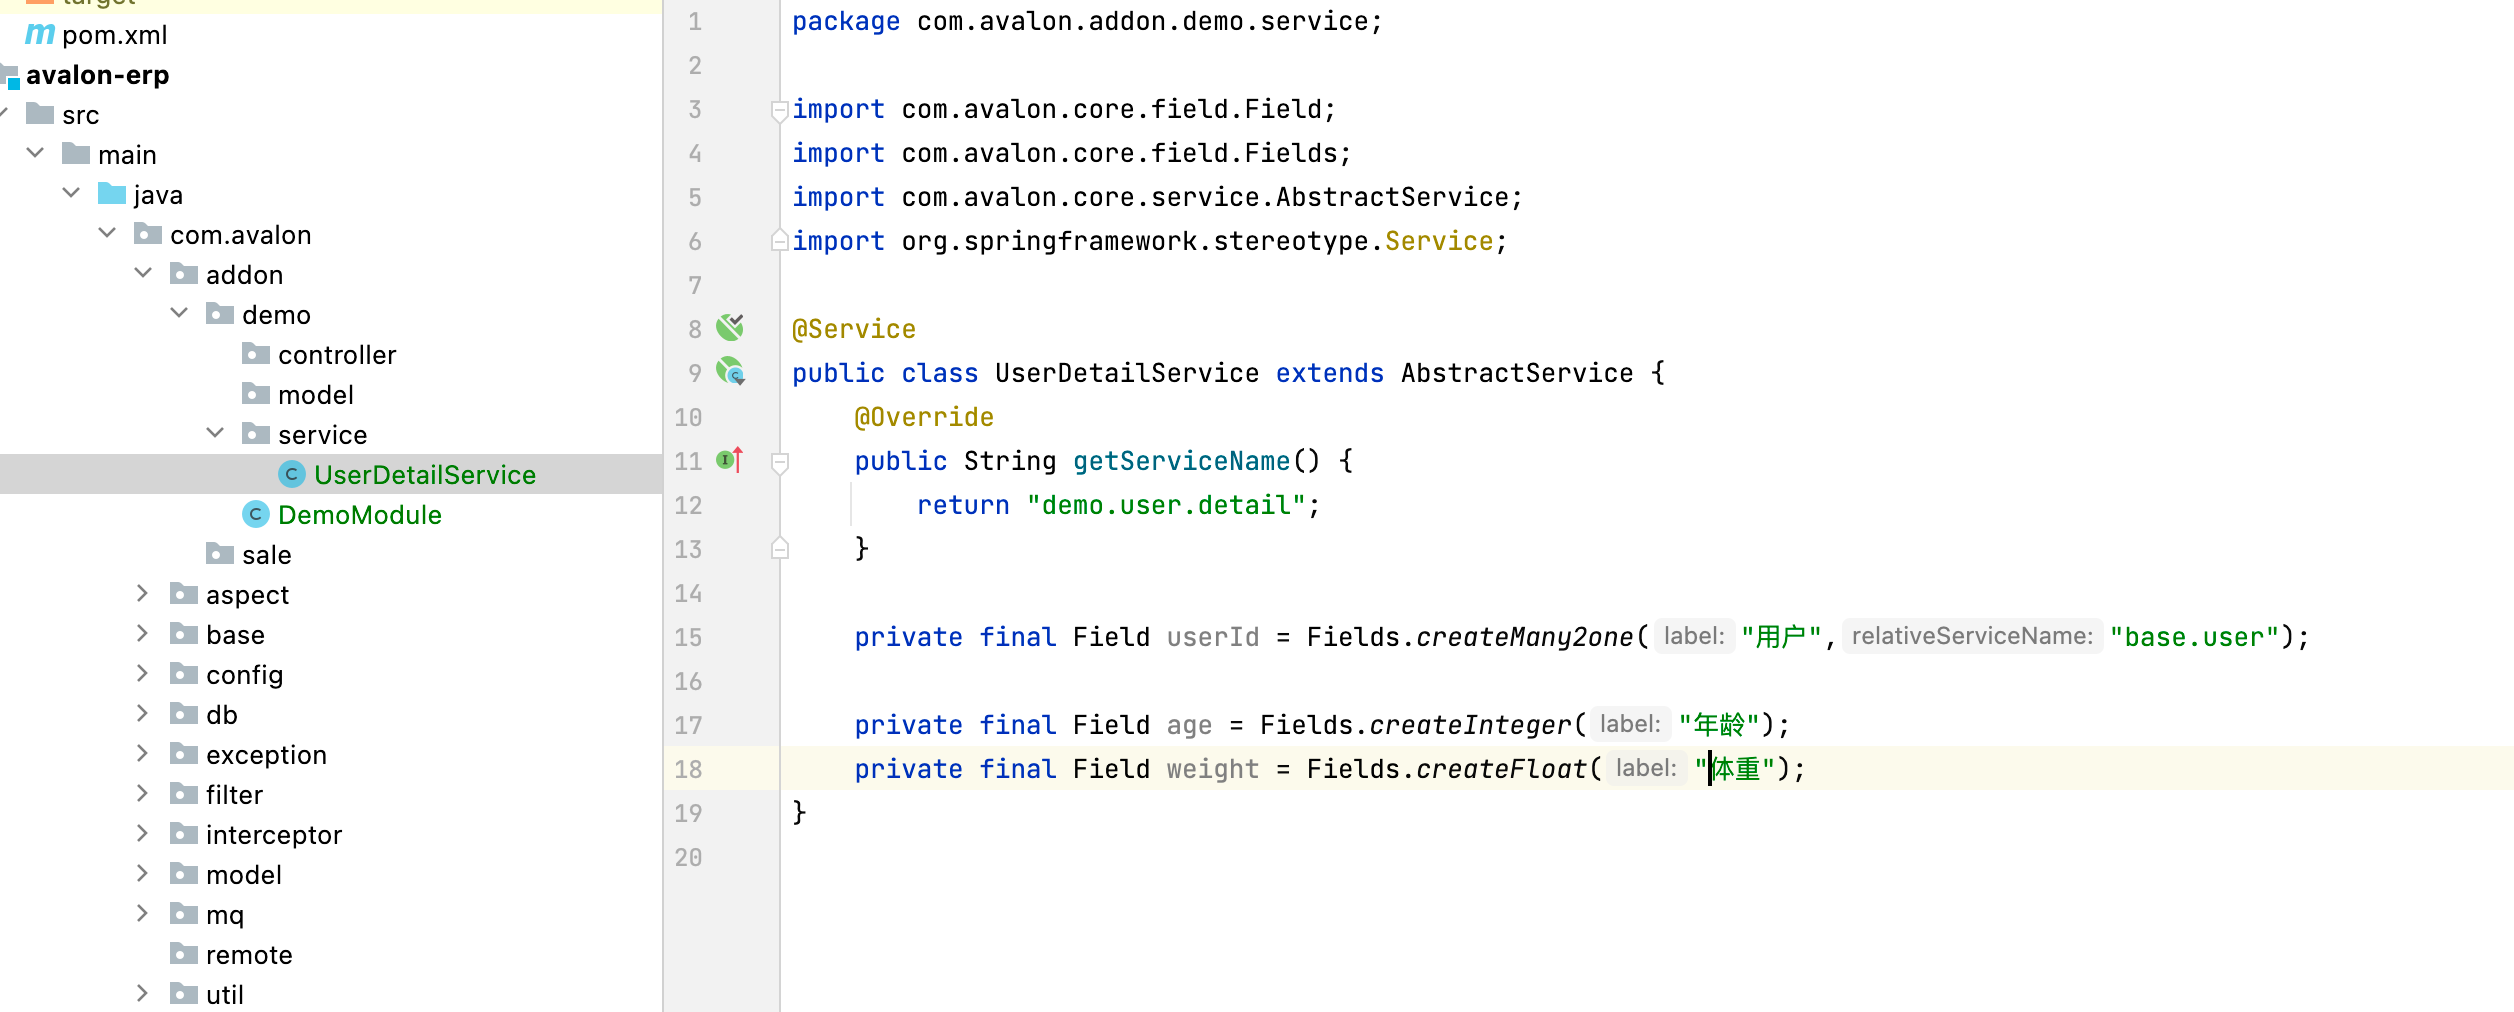 target
pom.xml
avalon-erp
src
main
java
com.avalon
addon
demo
controller
model
service
UserDetailService
DemoModule
sale
aspect
base
config
db
exception
filter
interceptor
model
mq
remote
util
1 package com.avalon.addon.demo.service;
2
3 import com.avalon.core.field.Field;
4 import com.avalon.core.field.Fields;
5 import com.avalon.core.service.AbstractService;
6 import org.springframework.stereotype.Service;
7
8 @Service
9 public class UserDetailService extends AbstractService {
10 @Override
11 public String getServiceName() {
12 return "demo.user.detail";
13 }
14
15 private final Field userId = Fields.createMany2one( label: "用户", relativeServiceName: "base.user");
16
17 private final Field age = Fields.createInteger( label: "年龄");
18 private final Field weight = Fields.createFloat( label: "体重");
19 }
20